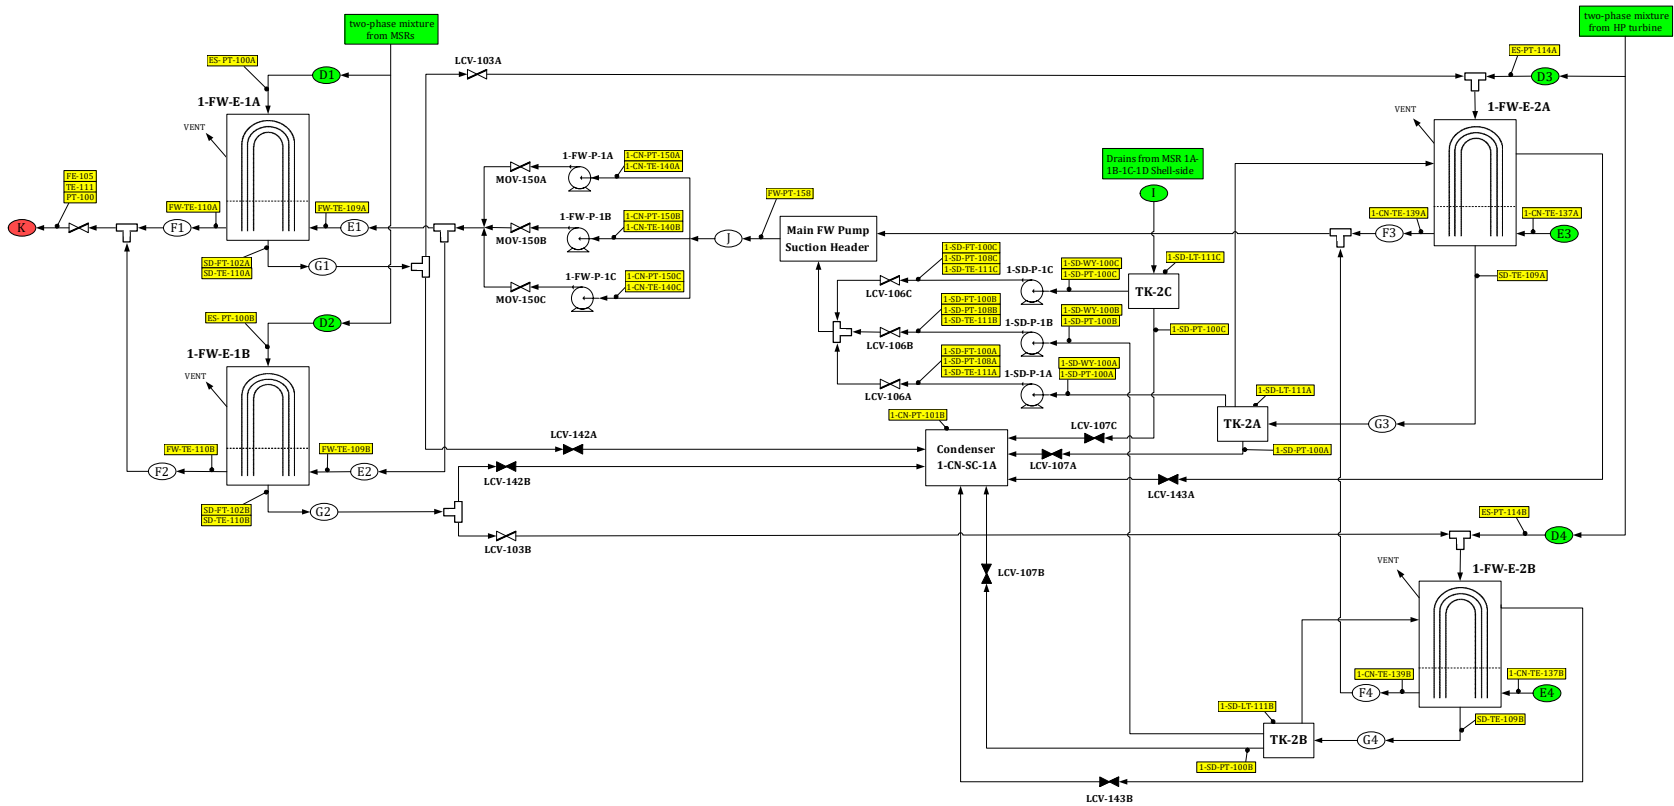 two-phase mixture
from MSRs
two-phase mixture
from HP turbine
ES- PT-100A
D1
LCV-103A
ES-PT-114A
D3
1-FW-E-1A
VENT
1-FW-E-2A
VENT
1-FW-P-1A
1-CN-PT-150A
1-CN-TE-140A
MOV-150A
Drains from MSR 1A-
1B-1C-1D Shell-side
I
FE-105
TE-111
PT-100
K
FW-TE-110A
F1
FW-TE-109A
E1
1-FW-P-1B
1-CN-PT-150B
1-CN-TE-140B
MOV-150B
FW-PT-158
J
Main FW Pump
Suction Header
1-CN-TE-139A
F3
1-CN-TE-137A
E3
SD-FT-102A
SD-TE-110A
G1
1-FW-P-1C
1-CN-PT-150C
1-CN-TE-140C
MOV-150C
1-SD-FT-100C
1-SD-PT-108C
1-SD-TE-111C
LCV-106C
1-SD-P-1C
1-SD-WY-100C
1-SD-PT-100C
1-SD-LT-111C
TK-2C
SD-TE-109A
ES- PT-100B
D2
1-SD-FT-100B
1-SD-PT-108B
1-SD-TE-111B
LCV-106B
1-SD-P-1B
1-SD-WY-100B
1-SD-PT-100B
1-SD-PT-100C
1-FW-E-1B
VENT
1-SD-FT-100A
1-SD-PT-108A
1-SD-TE-111A
LCV-106A
1-SD-P-1A
1-SD-WY-100A
1-SD-PT-100A
1-SD-LT-111A
TK-2A
G3
1-CN-PT-101B
Condenser
1-CN-SC-1A
LCV-107C
LCV-107A
1-SD-PT-100A
LCV-142A
LCV-142B
LCV-143A
FW-TE-110B
F2
FW-TE-109B
E2
SD-FT-102B
SD-TE-110B
G2
LCV-103B
ES-PT-114B
D4
LCV-107B
VENT
1-FW-E-2B
1-CN-TE-139B
F4
1-CN-TE-137B
E4
1-SD-LT-111B
TK-2B
G4
SD-TE-109B
1-SD-PT-100B
LCV-143B